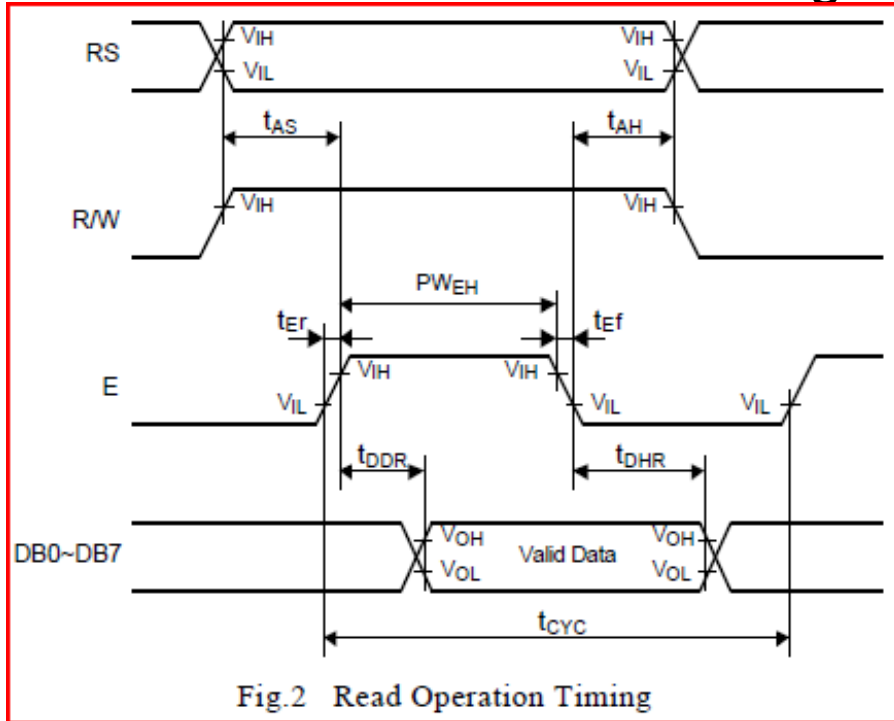 RS VIH VIH
VIL VIL
tAS tAH
R/W VIH VIH
PWEH
tEr tEf
E VIH VIH
VIL VIL VIL
tDDR tDHR
DB0~DB7 VOH Valid Data VOH
VOL VOL
tCYC
Fig.2 Read Operation Timing